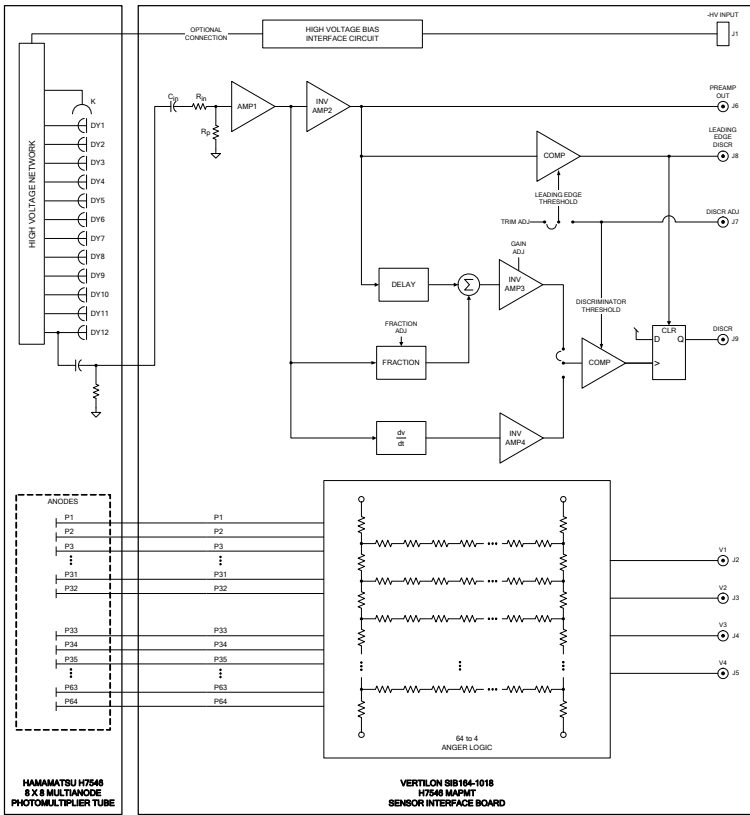 -HV INPUT
J1
OPTIONAL
CONNECTION
HIGH VOLTAGE BIAS
INTERFACE CIRCUIT
HIGH VOLTAGE NETWORK
K
DY1
DY2
DY3
DY4
DY5
DY6
DY7
DY8
DY9
DY10
DY11
DY12
Cin
Rin
Rp
AMP1
INV
AMP2
PREAMP
OUT
J6
LEADING
EDGE
DISCR
J8
COMP
LEADING EDGE
THRESHOLD
TRIM ADJ
DISCR ADJ
J7
GAIN
ADJ
DELAY
Σ
INV
AMP3
DISCRIMINATOR
THRESHOLD
FRACTION
ADJ
FRACTION
COMP
CLR
D Q
>
DISCR
J9
dv
dt
INV
AMP4
ANODES
P1 P1
P2 P2
P3 P3
P31 P31
P32 P32
P33 P33
P34 P34
P35 P35
P63 P63
P64 P64
V1
J2
V2
J3
V3
J4
V4
J5
64 to 4
ANGER LOGIC
HAMAMATSU H7546
8 X 8 MULTIANODE
PHOTOMULTIPLIER TUBE
VERTILON SIB164-1018
H7546 MAPMT
SENSOR INTERFACE BOARD